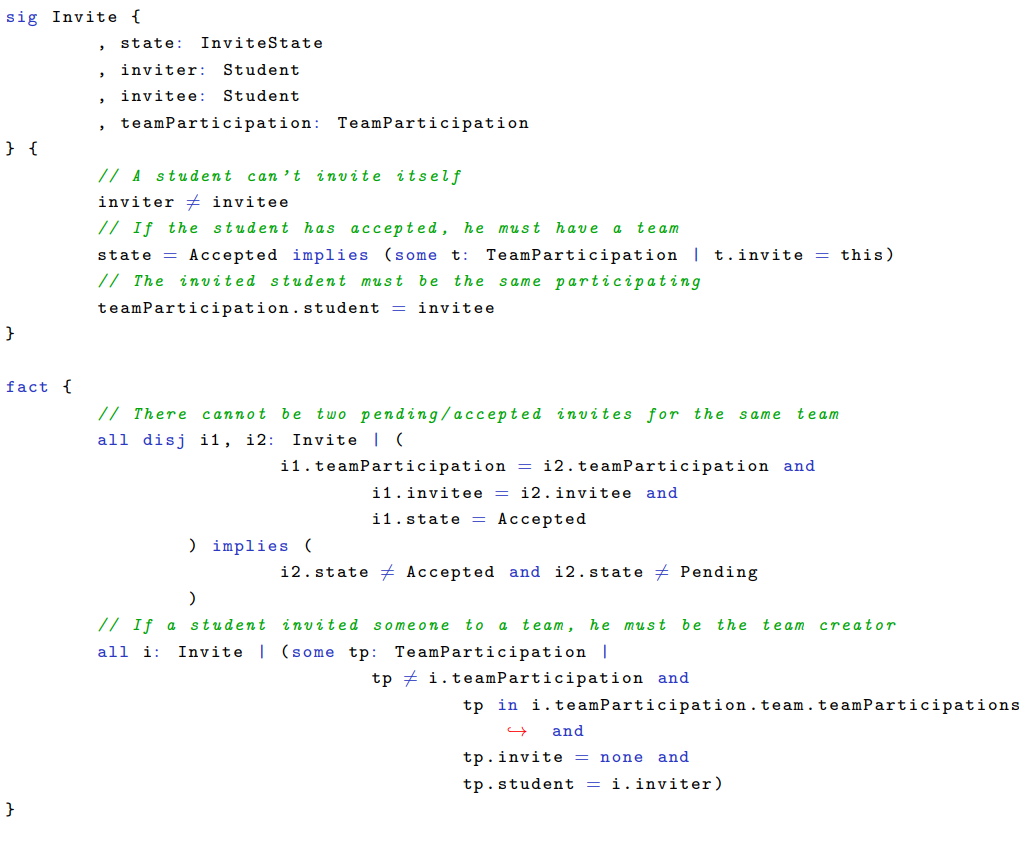 sig Invite {
, state: InviteState
, inviter: Student
, invitee: Student
, teamParticipation: TeamParticipation
} {
// A student can't invite itself
inviter ≠ invitee
// If the student has accepted, he must have a team
state = Accepted implies (some t: TeamParticipation | t.invite = this)
// The invited student must be the same participating
teamParticipation.student = invitee
}
fact {
// There cannot be two pending/accepted invites for the same team
all disj i1, i2: Invite | (
i1.teamParticipation = i2.teamParticipation and
i1.invitee = i2.invitee and
i1.state = Accepted
) implies (
i2.state ≠ Accepted and i2.state ≠ Pending
)
// If a student invited someone to a team, he must be the team creator
all i: Invite | (some tp: TeamParticipation |
tp ≠ i.teamParticipation and
tp in i.teamParticipation.team.teamParticipations
↪ and
tp.invite = none and
tp.student = i.inviter)
}